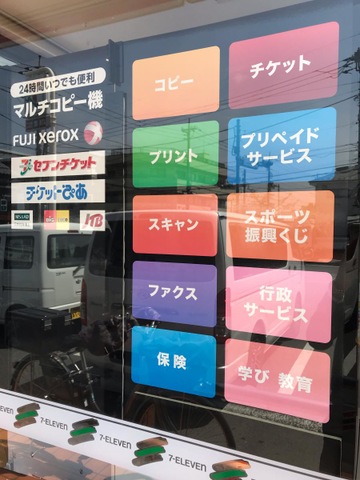 24時間いつでも便利
マルチコピー機
FUJI xerox
セブンチケット
チケットぴあ
JTB
コピー
チケット
プリント
プリペイド
サービス
スキャン
スポーツ
振興くじ
ファクス
行政
サービス
保険
学び 教育
7-ELEVEN
7-ELEVEN
7-ELEVEN